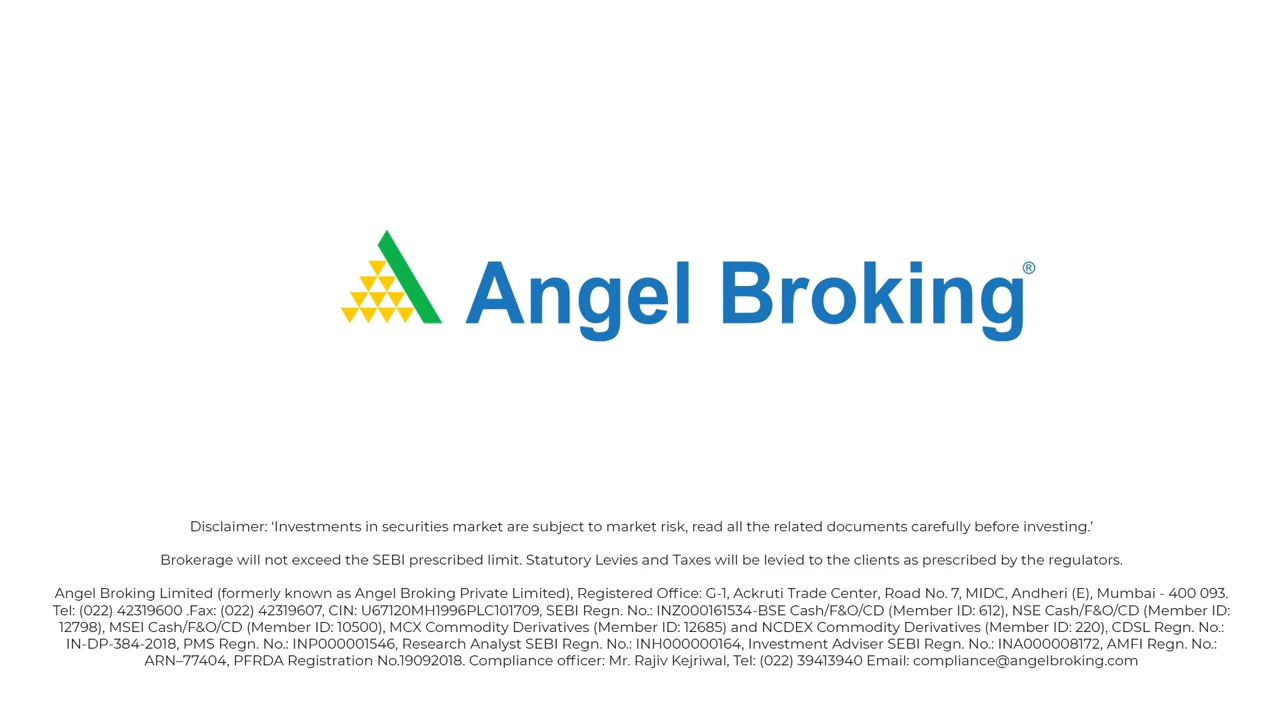 Angel Broking®
Disclaimer: ‘Investments in securities market are subject to market risk, read all the related documents carefully before investing.’
Brokerage will not exceed the SEBI prescribed limit. Statutory Levies and Taxes will be levied to the clients as prescribed by the regulators.
Angel Broking Limited (formerly known as Angel Broking Private Limited), Registered Office: G-1, Ackruti Trade Center, Road No. 7, MIDC, Andheri (E), Mumbai - 400 093.
Tel: (022) 42319600 .Fax: (022) 42319607, CIN: U67120MH1996PLC101709, SEBI Regn. No.: INZ000161534-BSE Cash/F&O/CD (Member ID: 612), NSE Cash/F&O/CD (Member ID:
12798), MSEI Cash/F&O/CD (Member ID: 10500), MCX Commodity Derivatives (Member ID: 12685) and NCDEX Commodity Derivatives (Member ID: 220), CDSL Regn. No.:
IN-DP-384-2018, PMS Regn. No.: INP000001546, Research Analyst SEBI Regn. No.: INH000000164, Investment Adviser SEBI Regn. No.: INA000008172, AMFI Regn. No.:
ARN–77404, PFRDA Registration No.19092018. Compliance officer: Mr. Rajiv Kejriwal, Tel: (022) 39413940 Email: compliance@angelbroking.com